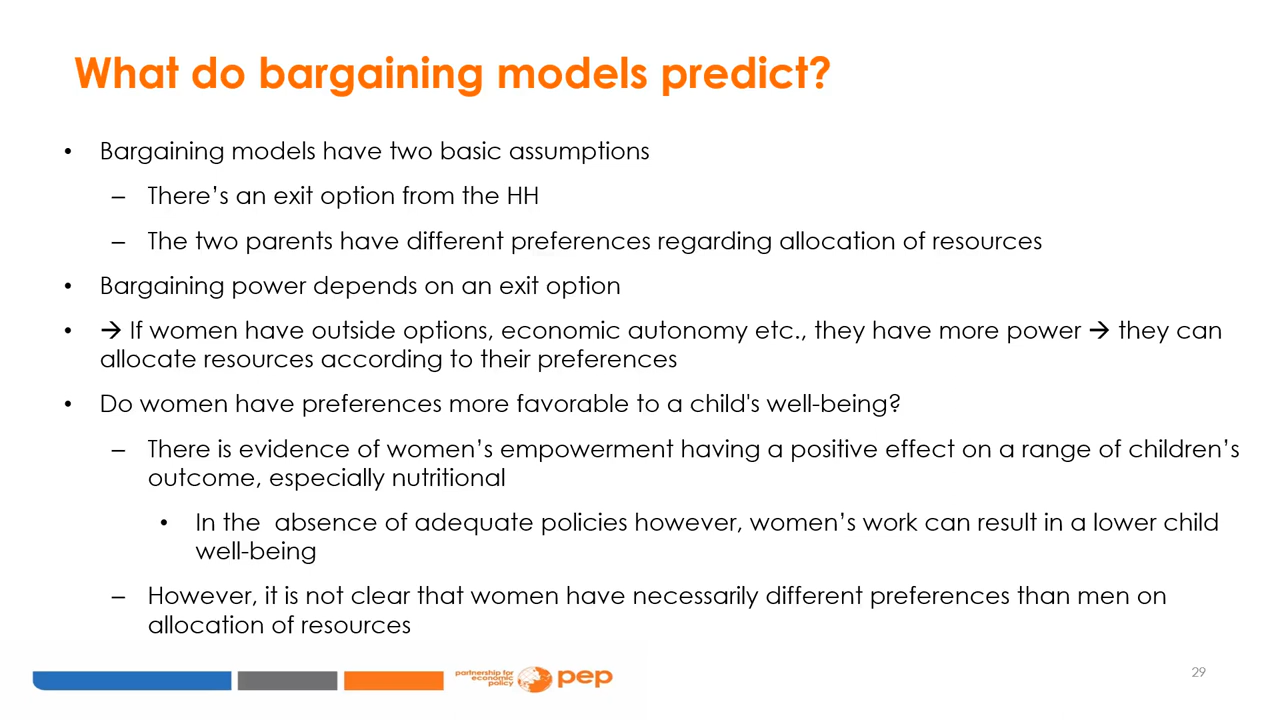 What do bargaining models predict?
• Bargaining models have two basic assumptions
– There’s an exit option from the HH
– The two parents have different preferences regarding allocation of resources
• Bargaining power depends on an exit option
• → If women have outside options, economic autonomy etc., they have more power → they can
allocate resources according to their preferences
• Do women have preferences more favorable to a child's well-being?
– There is evidence of women’s empowerment having a positive effect on a range of children’s
outcome, especially nutritional
• In the  absence of adequate policies however, women’s work can result in a lower child
well-being
– However, it is not clear that women have necessarily different preferences than men on
allocation of resources
partnership for
economic
policy
pep
29